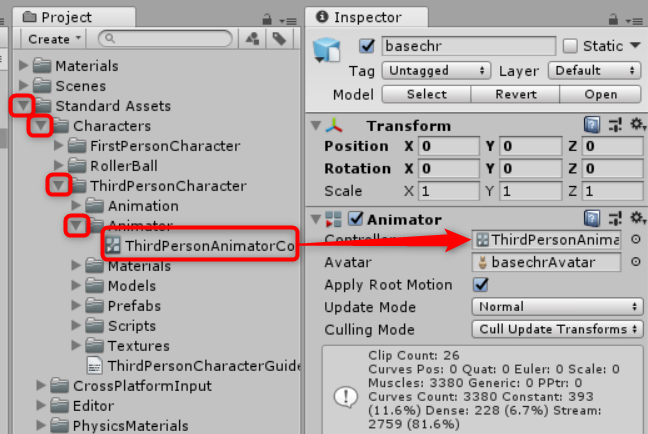 Project
Create
Materials
Scenes
Standard Assets
Characters
FirstPersonCharacter
RollerBall
ThirdPersonCharacter
Animation
Animator
ThirdPersonAnimatorCo
Materials
Models
Prefabs
Scripts
Textures
ThirdPersonCharacterGuide
CrossPlatformInput
Editor
PhysicsMaterials
Inspector
basechr Static
Tag Untagged Layer Default
Model Select Revert Open
Transform
Position X 0 Y 0 Z 0
Rotation X 0 Y 0 Z 0
Scale X 1 Y 1 Z 1
Animator
Controller ThirdPersonAnima
Avatar basechrAvatar
Apply Root Motion
Update Mode Normal
Culling Mode Cull Update Transforms
Clip Count: 26
Curves Pos: 0 Quat: 0 Euler: 0 Scale: 0
Muscles: 3380 Generic: 0 PPtr: 0
Curves Count: 3380 Constant: 393
(11.6%) Dense: 228 (6.7%) Stream:
2759 (81.6%)